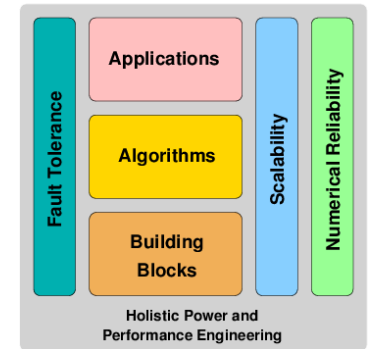 Fault Tolerance
Applications
Algorithms
Building
Blocks
Scalability
Numerical Reliability
Holistic Power and
Performance Engineering